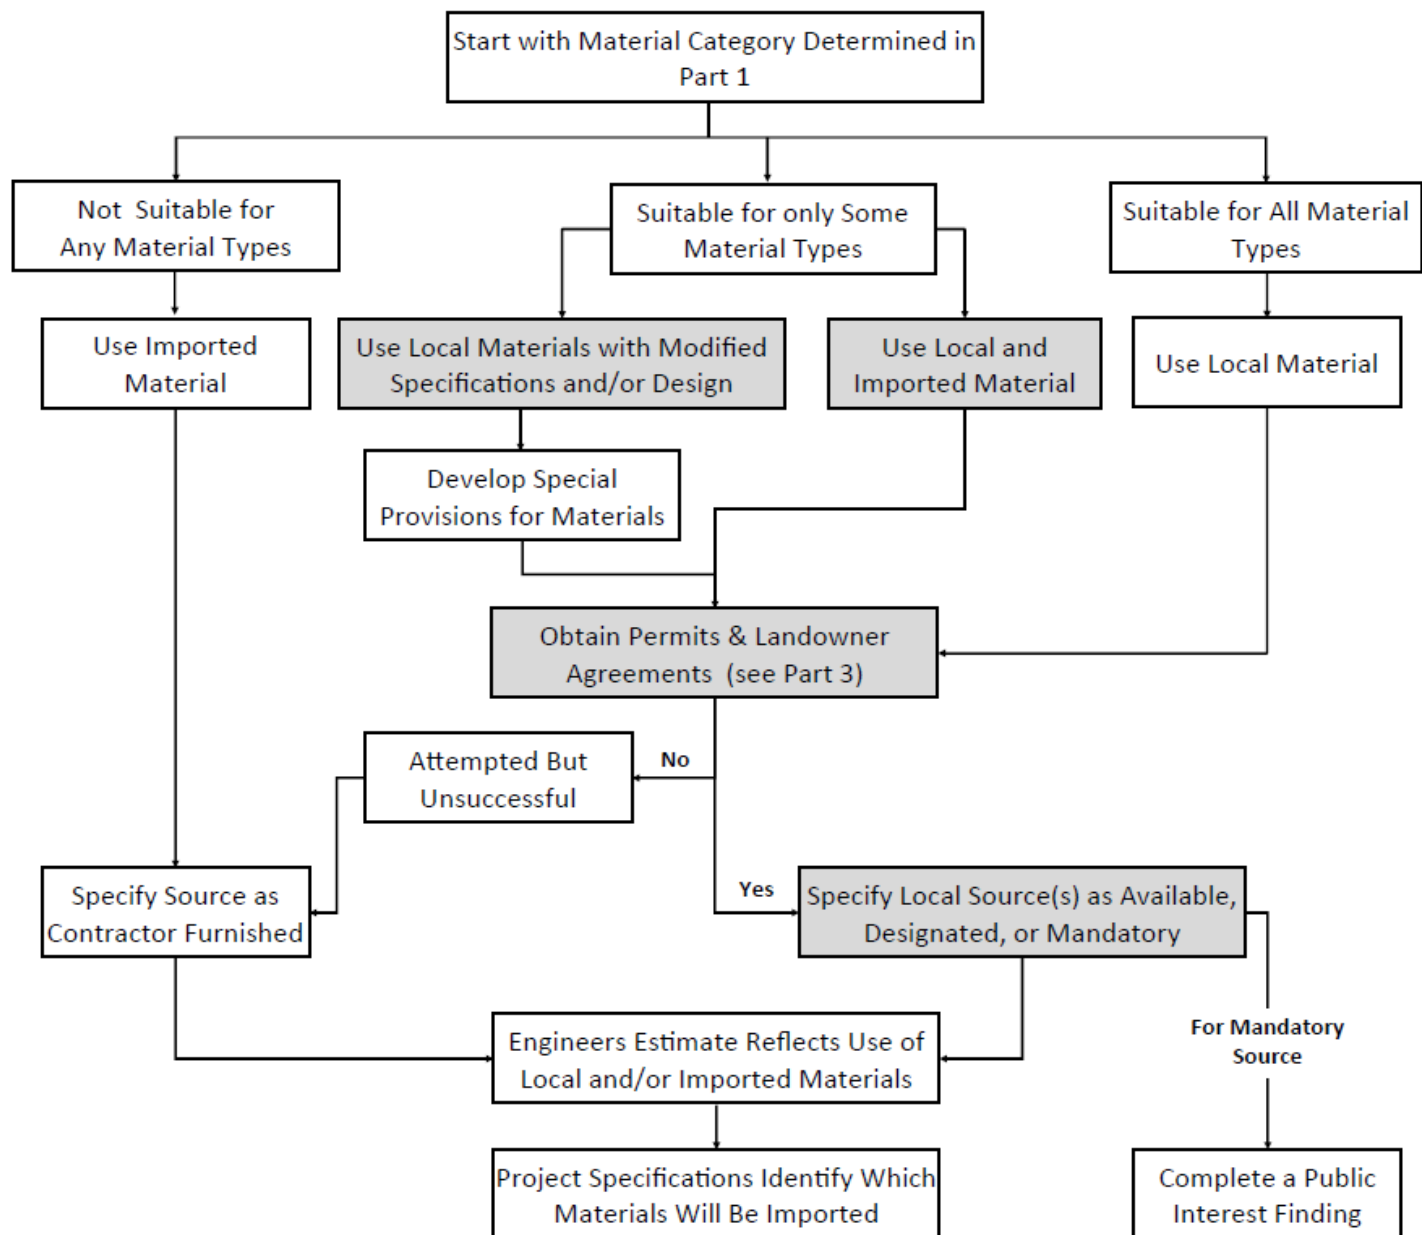 Start with Material Category Determined in
Part 1
Not Suitable for
Any Material Types
Suitable for only Some
Material Types
Suitable for All Material
Types
Use Imported
Material
Use Local Materials with Modified
Specifications and/or Design
Use Local and
Imported Material
Use Local Material
Develop Special
Provisions for Materials
Obtain Permits & Landowner
Agreements (see Part 3)
Attempted But
Unsuccessful
No
Specify Source as
Contractor Furnished
Yes
Specify Local Source(s) as Available,
Designated, or Mandatory
Engineers Estimate Reflects Use of
Local and/or Imported Materials
For Mandatory
Source
Project Specifications Identify Which
Materials Will Be Imported
Complete a Public
Interest Finding